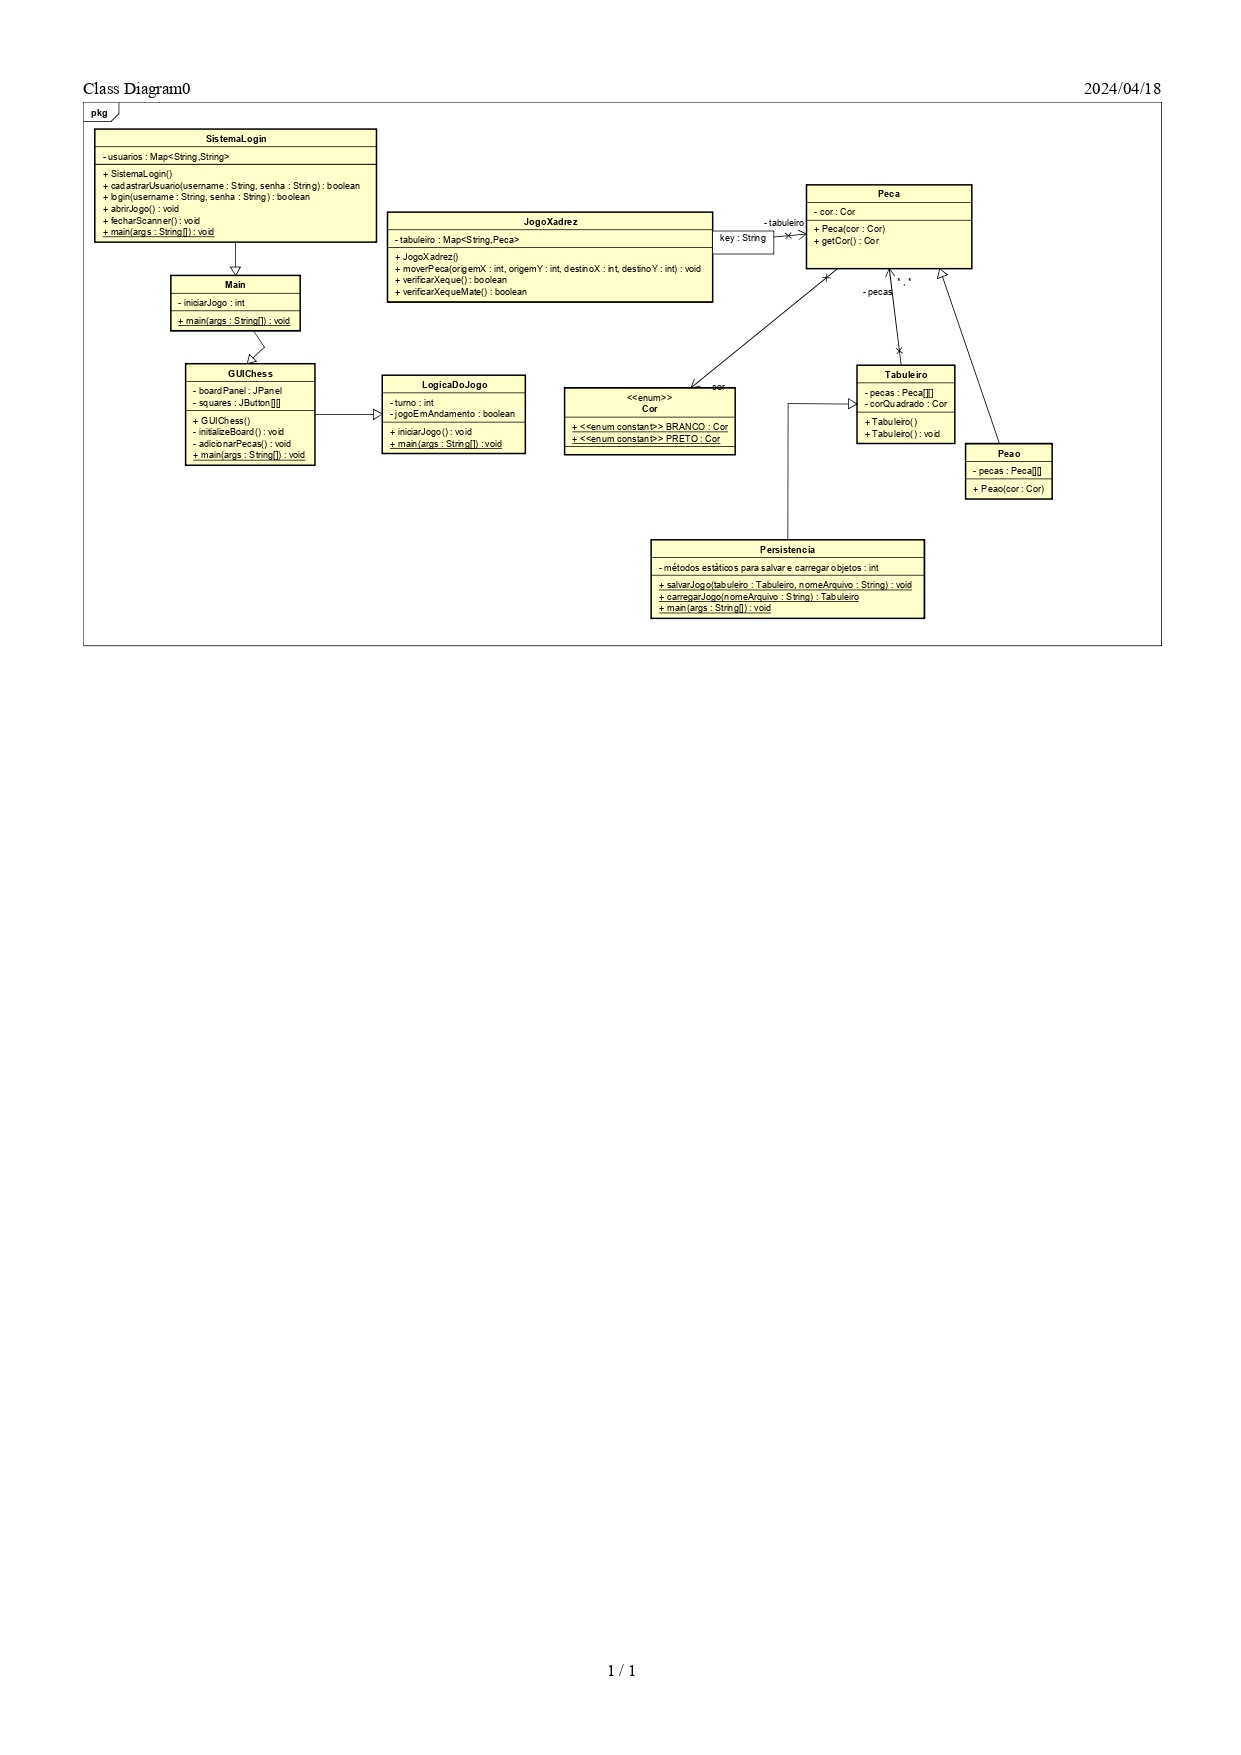 Class Diagram0
2024/04/18
pkg
SistemaLogin
- usuarios : Map<String,String>
+ SistemaLogin()
+ cadastrarUsuario(username : String, senha : String) : boolean
+ login(username : String, senha : String) : boolean
+ abrirJogo() : void
+ fecharScanner() : void
+ main(args : String[]) : void
JogoXadrez
- tabuleiro : Map<String,Peca>
+ JogoXadrez()
+ moverPeca(origemX : int, origemY : int, destinoX : int, destinoY : int) : void
+ verificarXeque() : boolean
+ verificarXequeMate() : boolean
key : String
- tabuleiro
Peca
- cor : Cor
+ Peca(cor : Cor)
+ getCor() : Cor
*..*
- pecas
Main
- iniciarJogo : int
+ main(args : String[]) : void
GUIChess
- boardPanel : JPanel
- squares : JButton[][]
+ GUIChess()
- initializeBoard() : void
- adicionarPecas() : void
+ main(args : String[]) : void
LogicaDoJogo
- turno : int
- jogoEmAndamento : boolean
+ iniciarJogo() : void
+ main(args : String[]) : void
- cor
<<enum>>
Cor
+ <<enum constant>> BRANCO : Cor
+ <<enum constant>> PRETO : Cor
Tabuleiro
- pecas : Peca[][]
- corQuadrado : Cor
+ Tabuleiro()
+ Tabuleiro() : void
Peao
- pecas : Peca[][]
+ Peao(cor : Cor)
Persistencia
- métodos estáticos para salvar e carregar objetos : int
+ salvarJogo(tabuleiro : Tabuleiro, nomeArquivo : String) : void
+ carregarJogo(nomeArquivo : String) : Tabuleiro
+ main(args : String[]) : void
1 / 1